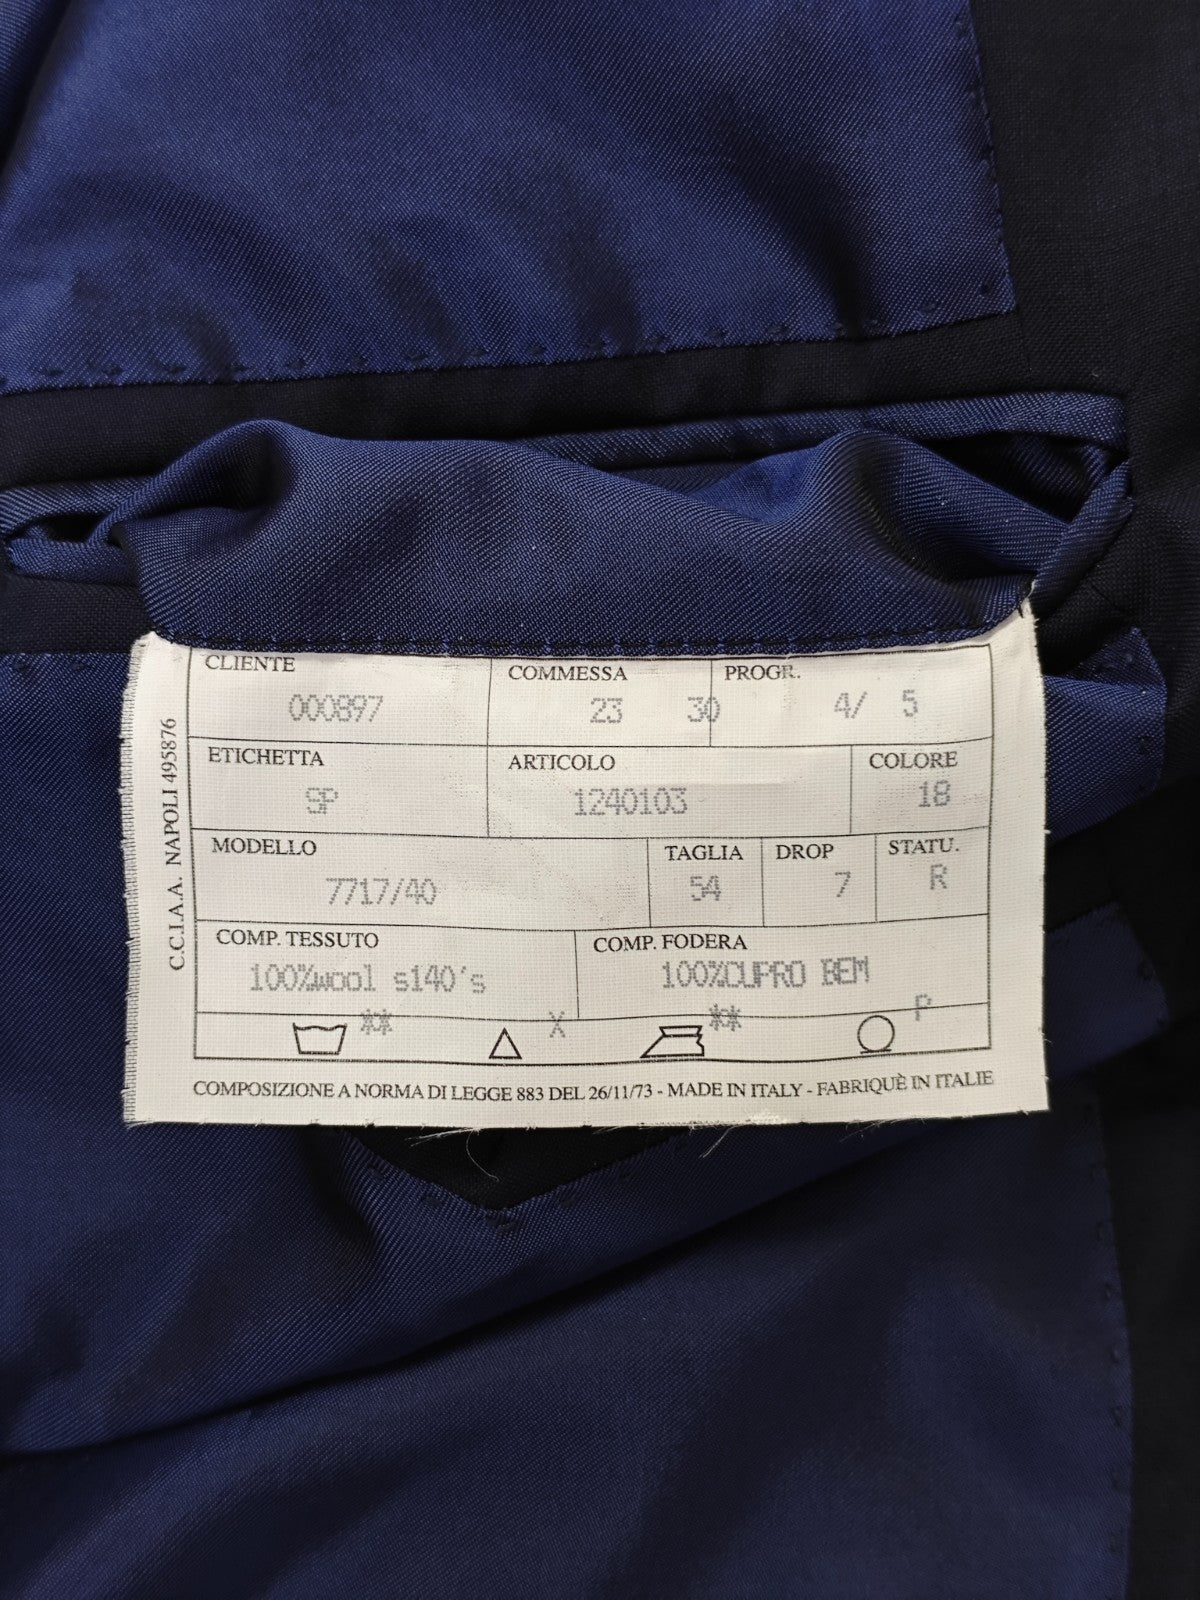 CLIENTE COMMESSA PROGR.
000897 23 30 4/ 5
ETICHETTA ARTICOLO COLORE
SP 1240103 18
MODELLO TAGLIA DROP STATU.
7717/40 54 7 R
COMP. TESSUTO COMP. FODERA
100%wool s140's 100%CUPRO BEM
** X ** P
COMPOSIZIONE A NORMA DI LEGGE 883 DEL 26/11/73 - MADE IN ITALY - FABRIQUÈ IN ITALIE
C.C.I.A.A. NAPOLI 495876